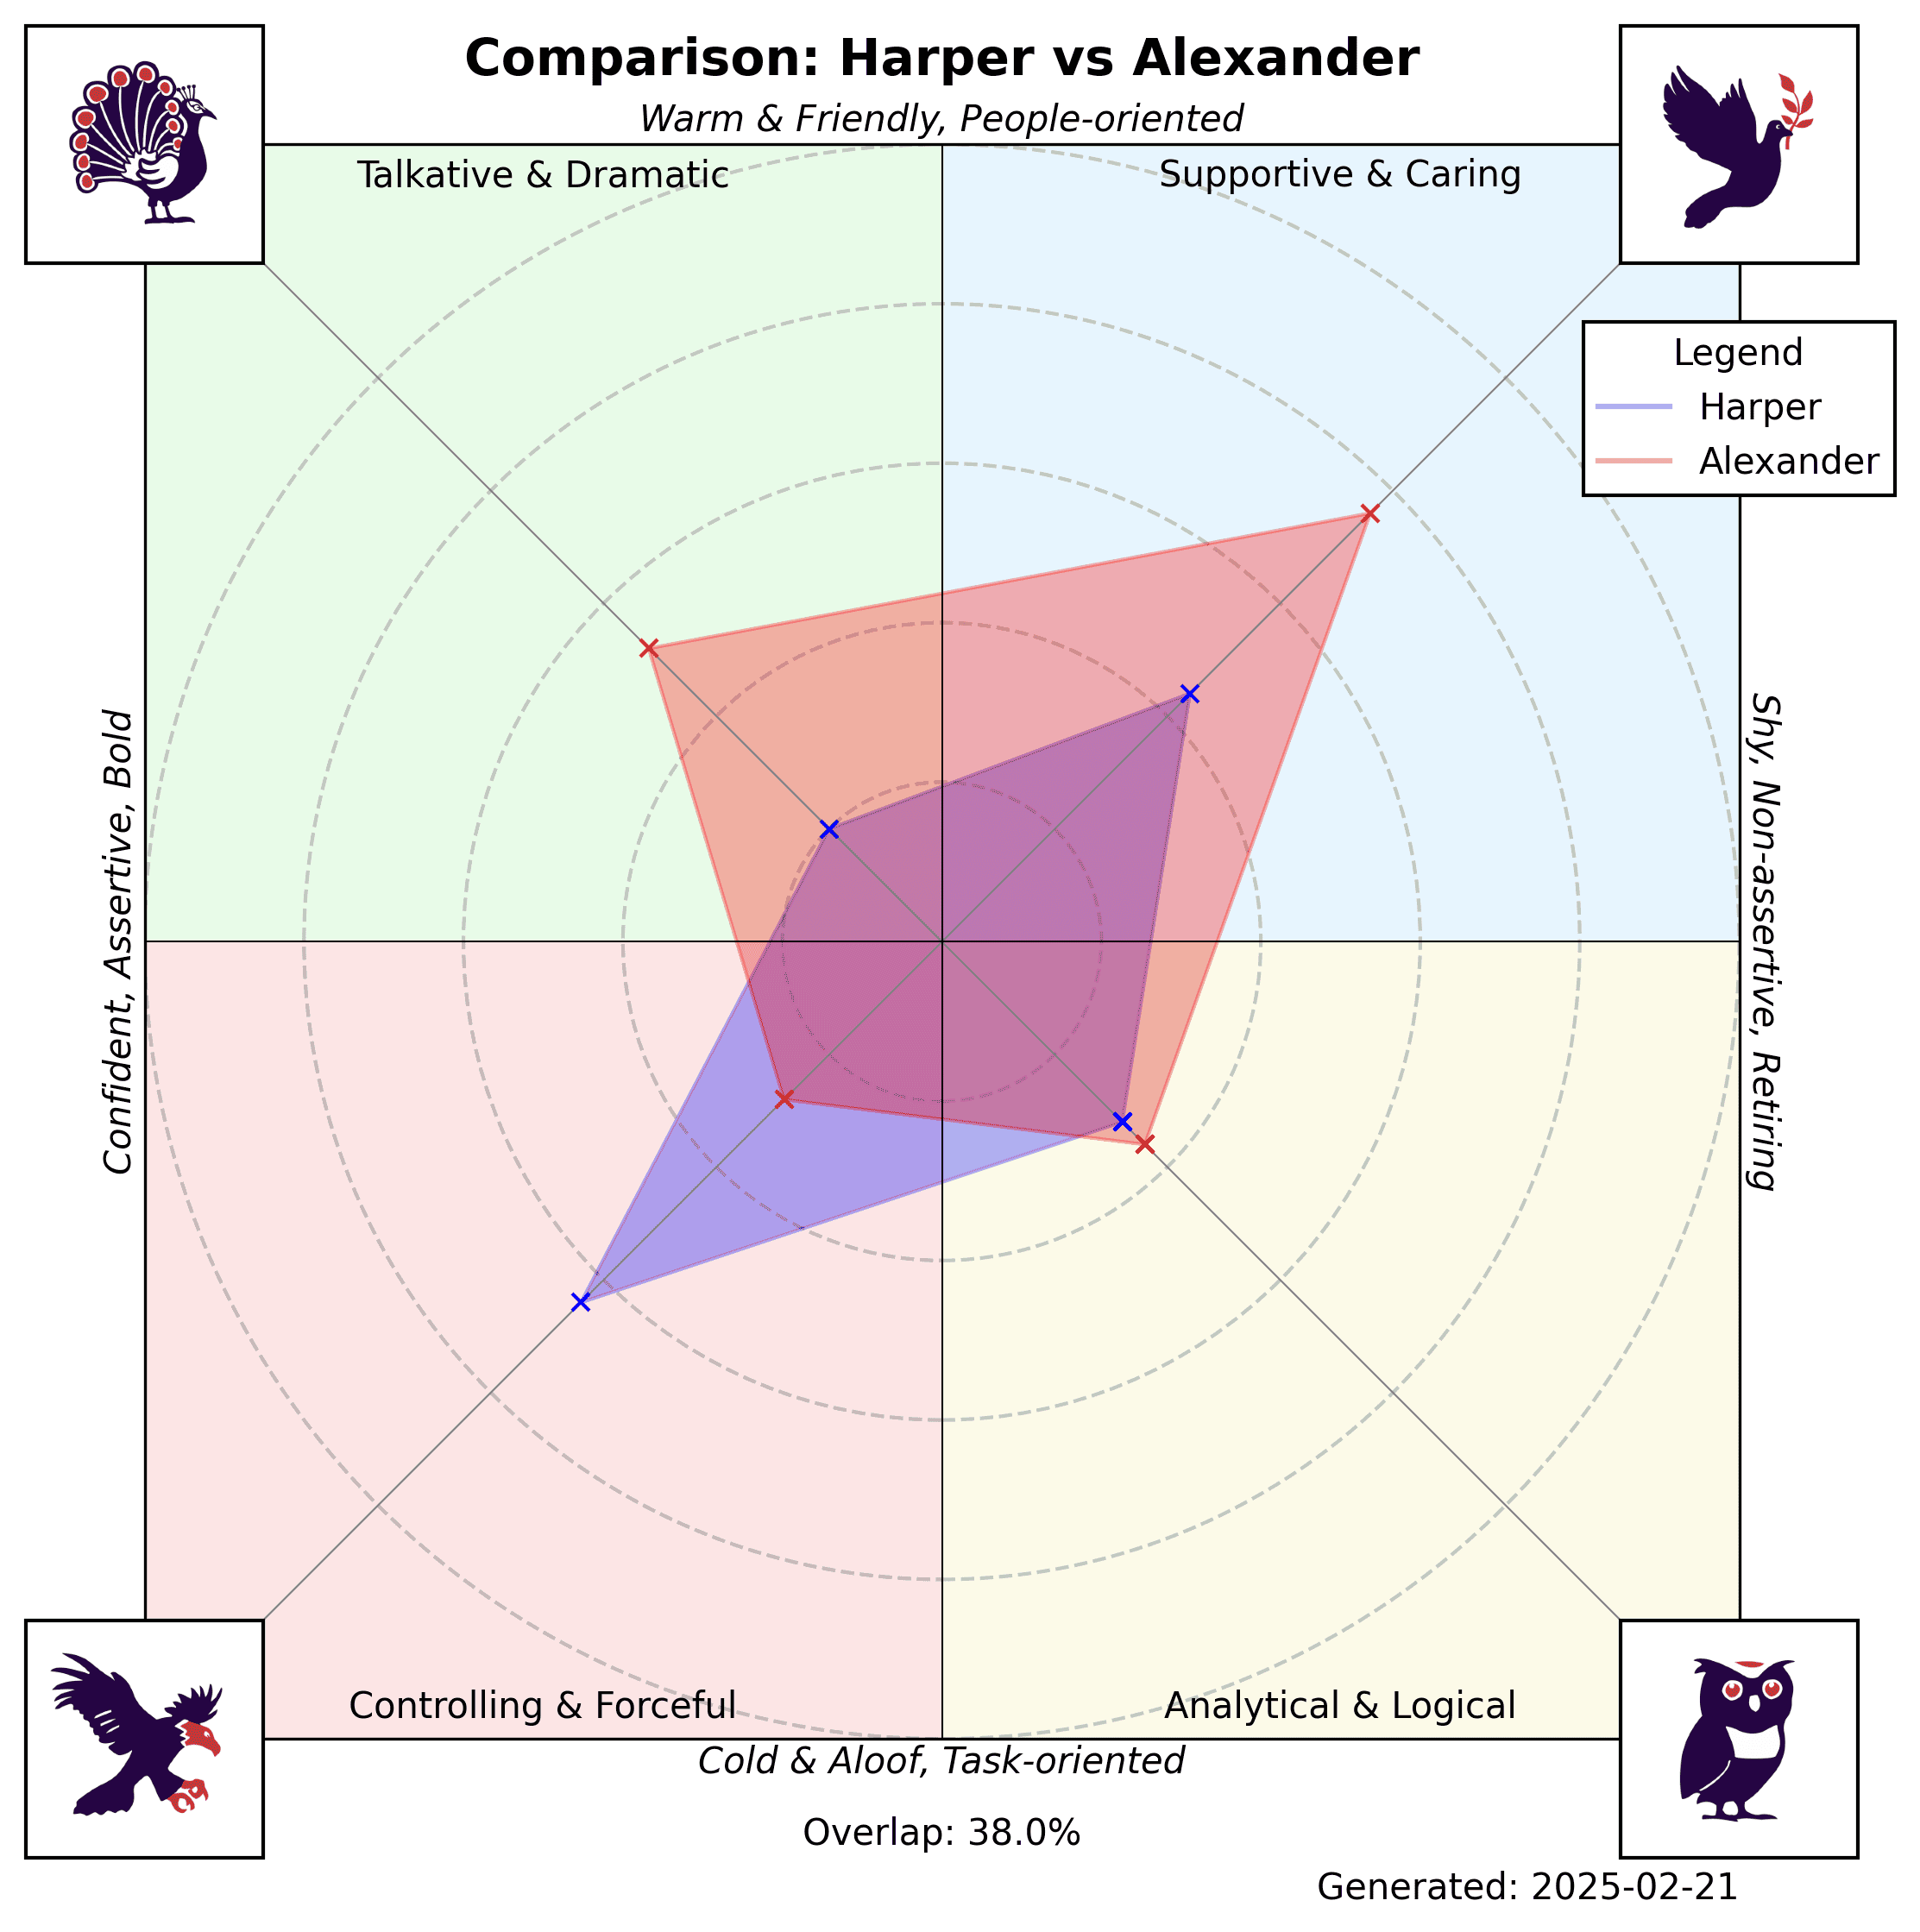 Comparison: Harper vs Alexander
Warm & Friendly, People-oriented
Talkative & Dramatic
Supportive & Caring
Legend
Harper
Alexander
Confident, Assertive, Bold
Shy, Non-assertive, Retiring
Controlling & Forceful
Analytical & Logical
Cold & Aloof, Task-oriented
Overlap: 38.0%
Generated: 2025-02-21